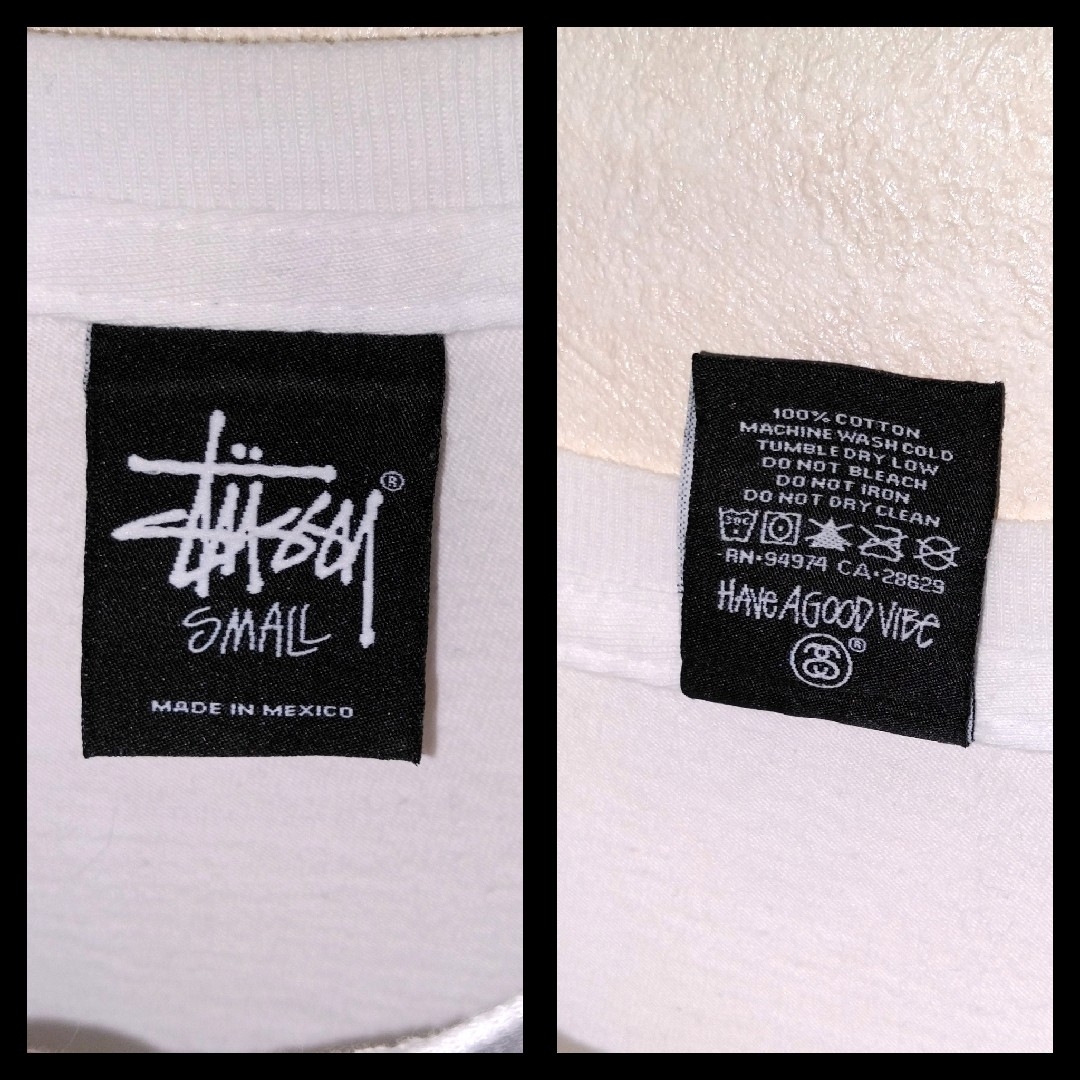 Stüssy ®
SMALL
MADE IN MEXICO
100% COTTON
MACHINE WASH COLD
TUMBLE DRY LOW
DO NOT BLEACH
DO NOT IRON
DO NOT DRY CLEAN
RN·94974 CA·28629
HAVE A GOOD VIBE
®